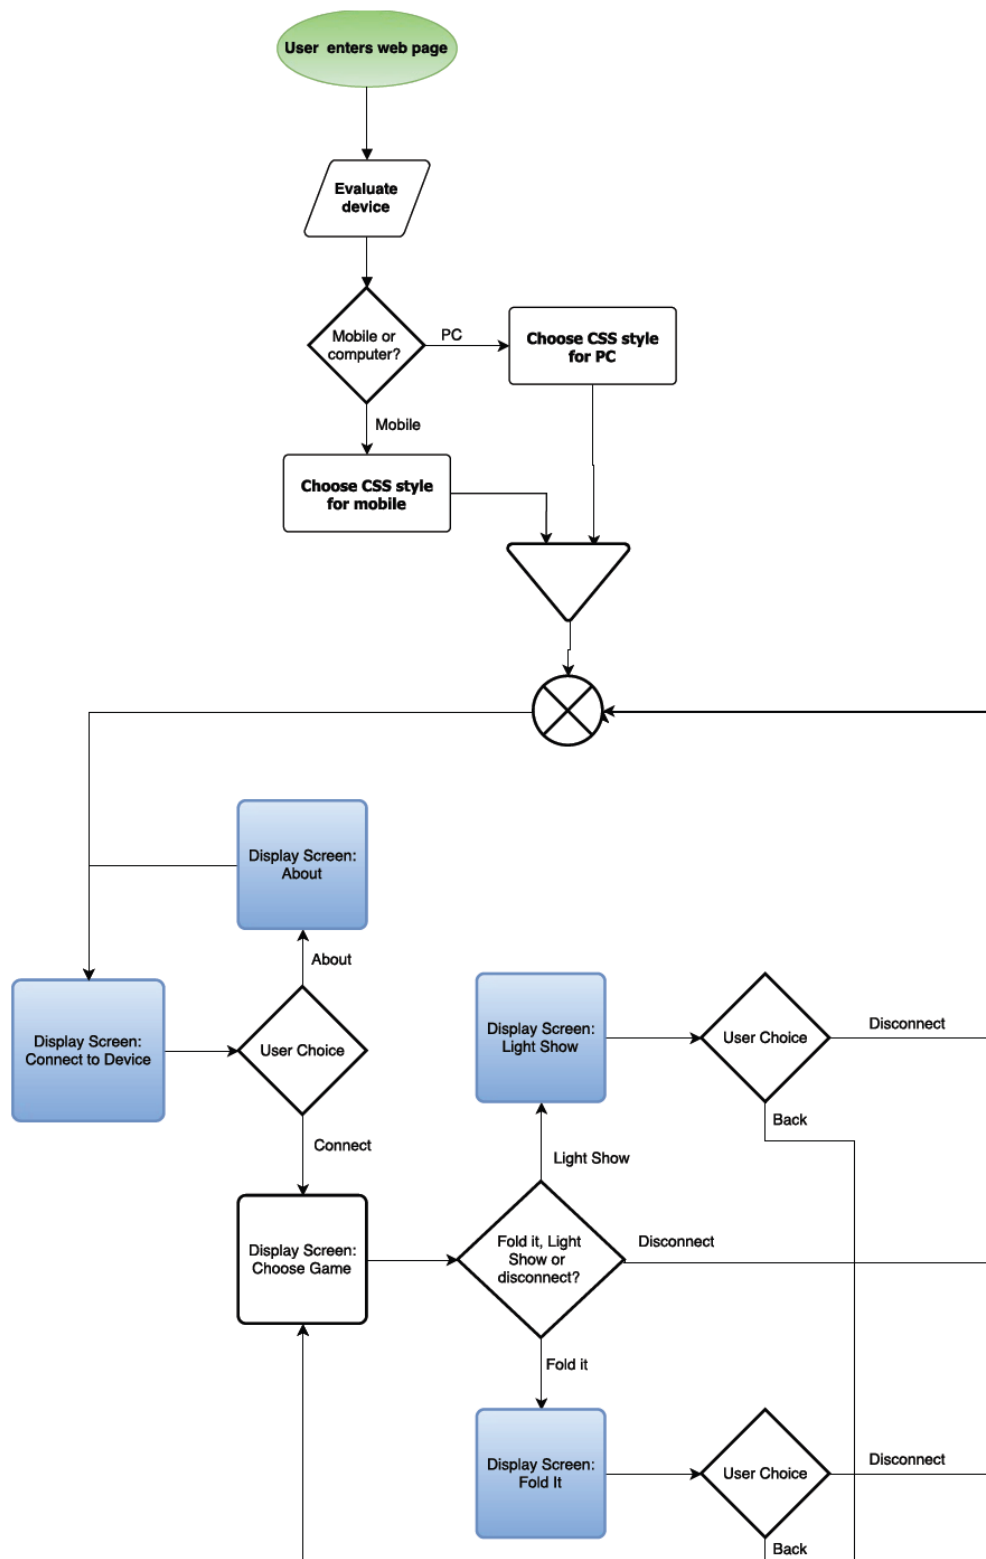 User  enters web page
Evaluate
device
Mobile or
computer?
PC
Choose CSS style
for PC
Mobile
Choose CSS style
for mobile
Display Screen:
About
About
Display Screen:
Connect to Device
User Choice
Connect
Display Screen:
Light Show
User Choice
Disconnect
Back
Light Show
Display Screen:
Choose Game
Fold it, Light
Show or
disconnect?
Disconnect
Fold it
Display Screen:
Fold It
User Choice
Disconnect
Back